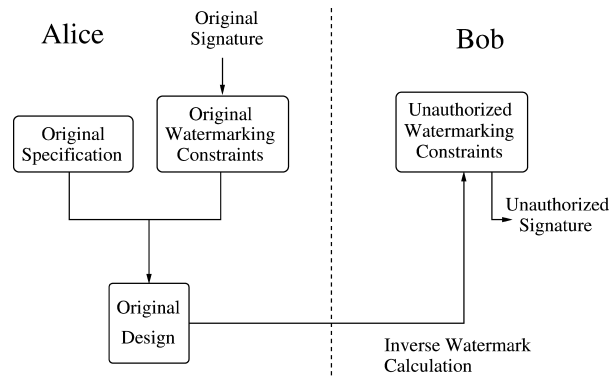 Alice
Original
Signature
Bob
Original
Specification
Original
Watermarking
Constraints
Unauthorized
Watermarking
Constraints
Unauthorized
Signature
Original
Design
Inverse Watermark
Calculation